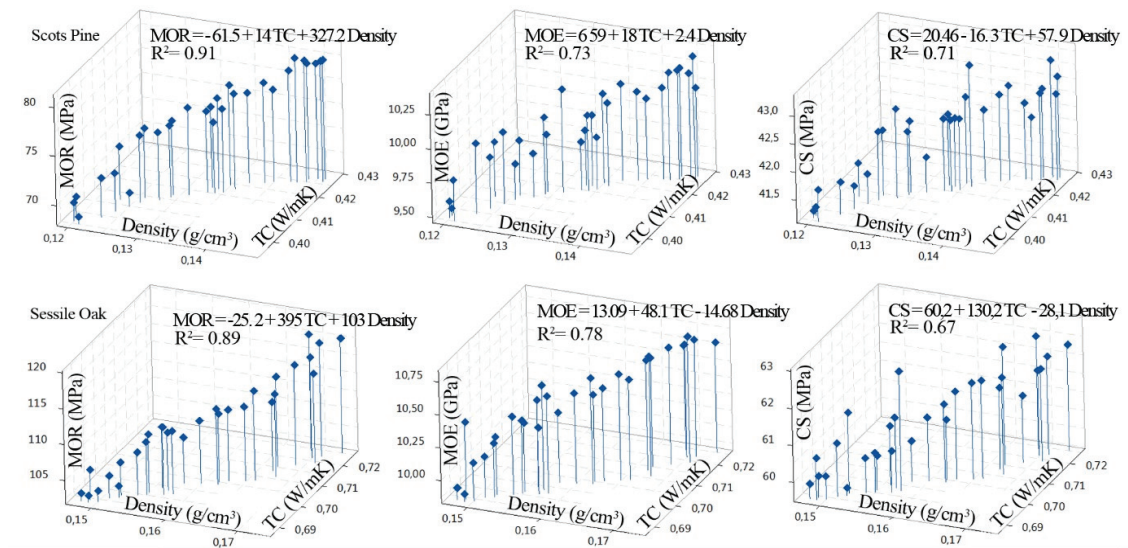 Scots Pine
MOR=-61.5+14TC+327.2 Density
R²= 0.91
80
75
70
MOR (MPa)
0,12
0,13
0,14
Density (g/cm³)
0,40
0,41
0,42
0,43
TC (W/mK)
MOE=659+18TC+2.4 Density
R²= 0.73
10,25
10,00
9,75
9,50
MOE (GPa)
0,12
0,13
0,14
Density (g/cm³)
0,40
0,41
0,42
0,43
TC (W/mK)
CS=20.46-16.3TC+57.9 Density
R²=0.71
43,0
42,5
42,0
41,5
CS (MPa)
0,12
0,13
0,14
Density (g/cm³)
0,40
0,41
0,42
0,43
TC (W/mK)
Sessile Oak
MOR=-25.2+395 TC+103 Density
R²= 0.89
120
115
110
105
MOR (MPa)
0,15
0,16
0,17
Density (g/cm³)
0,69
0,70
0,71
0,72
TC (W/mK)
MOE=13.09+48.1 TC-14.68 Density
R²= 0.78
10,75
10,50
10,25
10,00
MOE (GPa)
0,15
0,16
0,17
Density (g/cm³)
0,69
0,70
0,71
0,72
TC (W/mK)
CS=60,2+130,2 TC -28,1 Density
R²= 0.67
63
62
61
60
CS (MPa)
0,15
0,16
0,17
Density (g/cm³)
0,69
0,70
0,71
0,72
TC (W/mK)